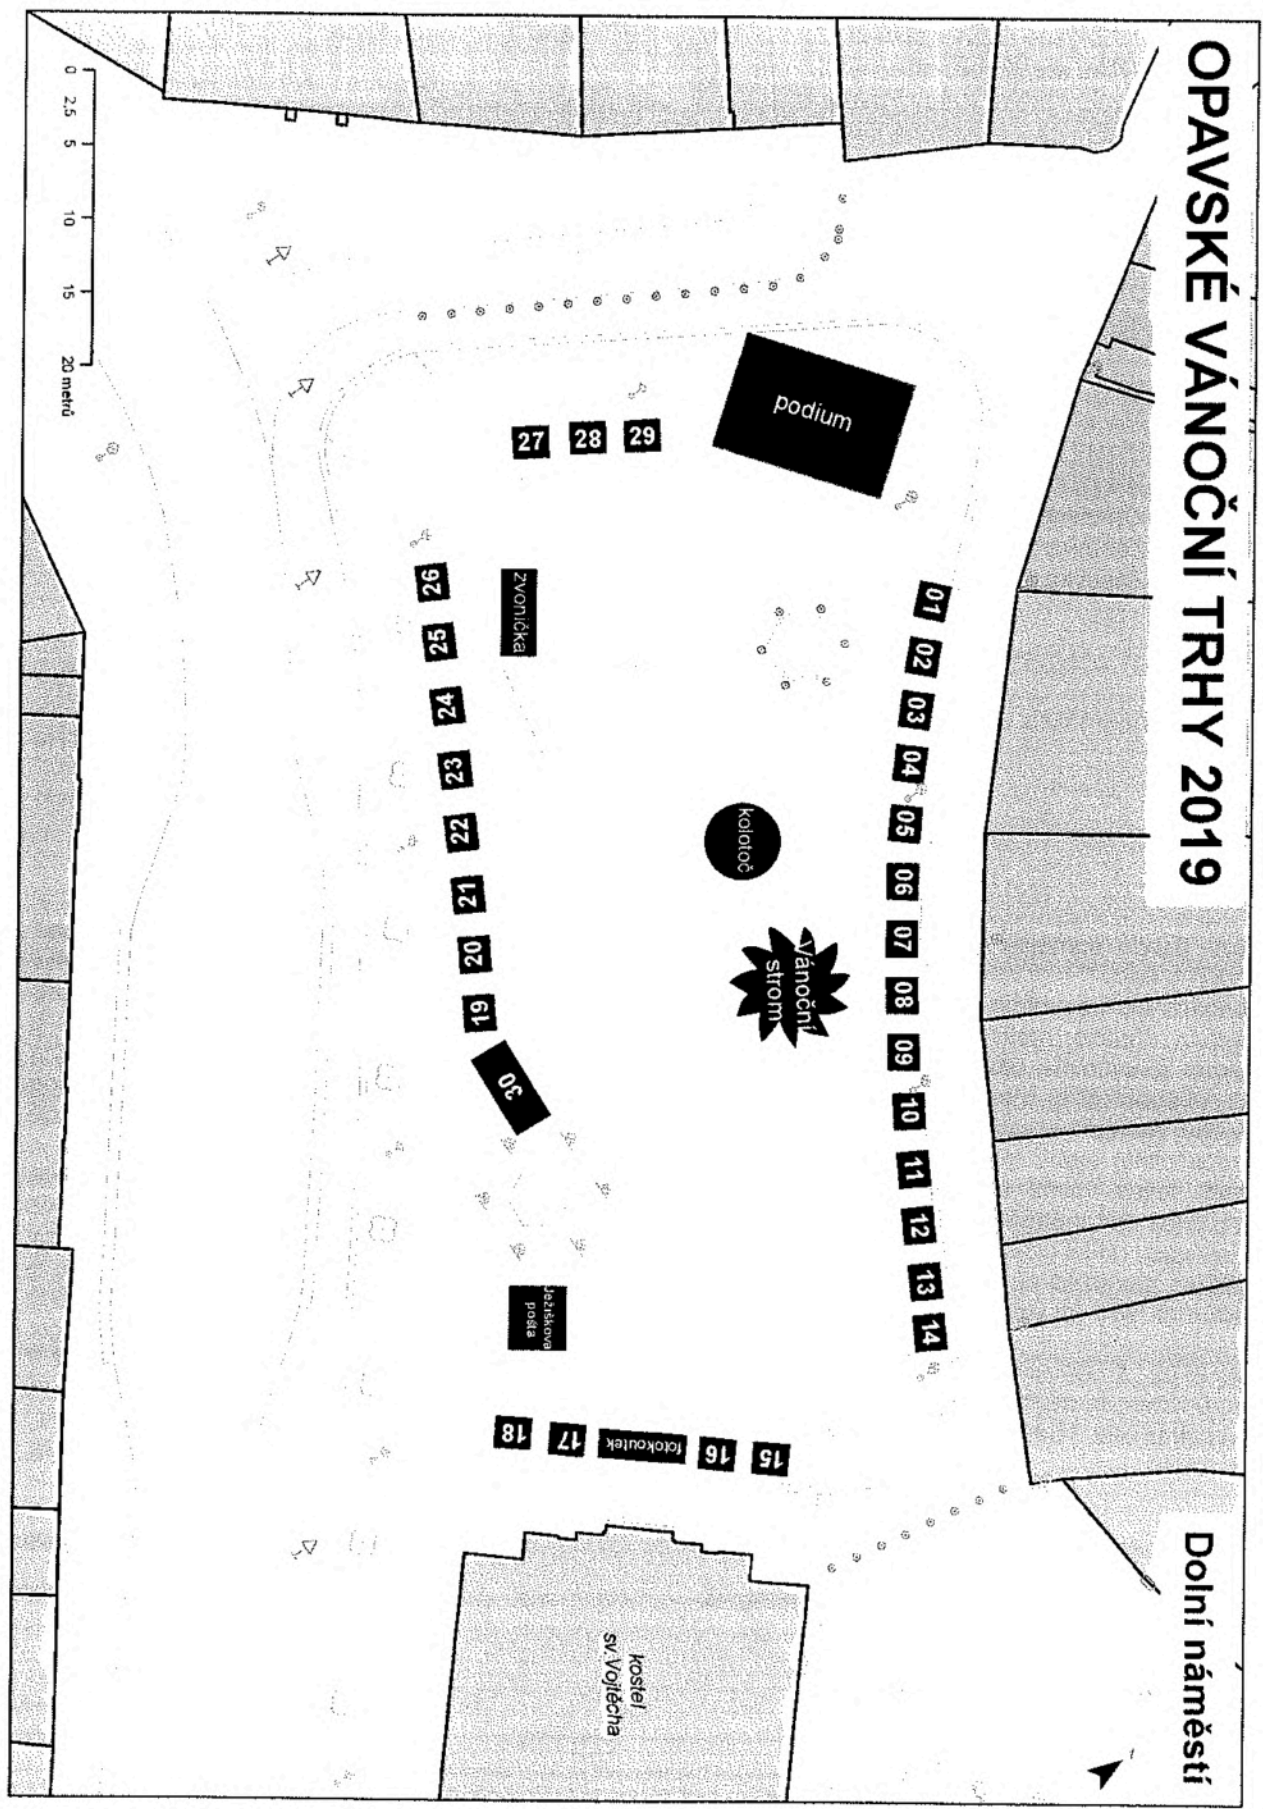 OPAVSKÉ VÁNOČNÍ TRHY 2019
Dolní náměstí
podium
01
02
03
04
05
06
07
08
09
10
11
12
13
14
15
16
fotokoutek
17
18
Ježíškova
pošta
30
19
20
21
22
23
24
25
26
zvonička
27
28
29
kolotoč
Vánoční
strom
kostel
sv.Vojtěcha
0 2,5 5 10 15 20 metrů